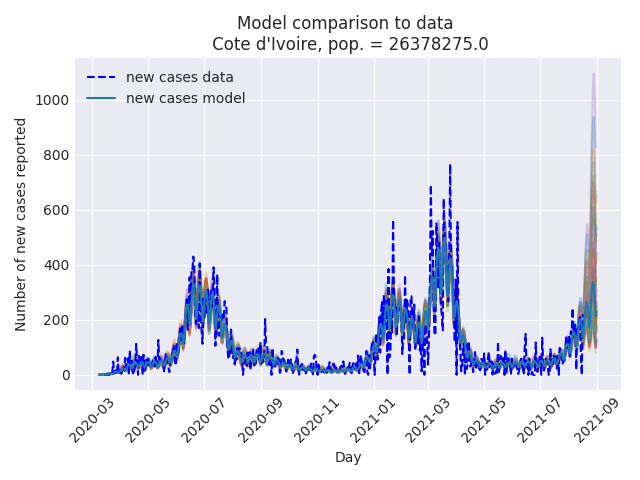 Model comparison to data
Cote d'Ivoire, pop. = 26378275.0
new cases data
new cases model
Number of new cases reported
1000
800
600
400
200
0
2020-03
2020-05
2020-07
2020-09
2020-11
2021-01
2021-03
2021-05
2021-07
2021-09
Day